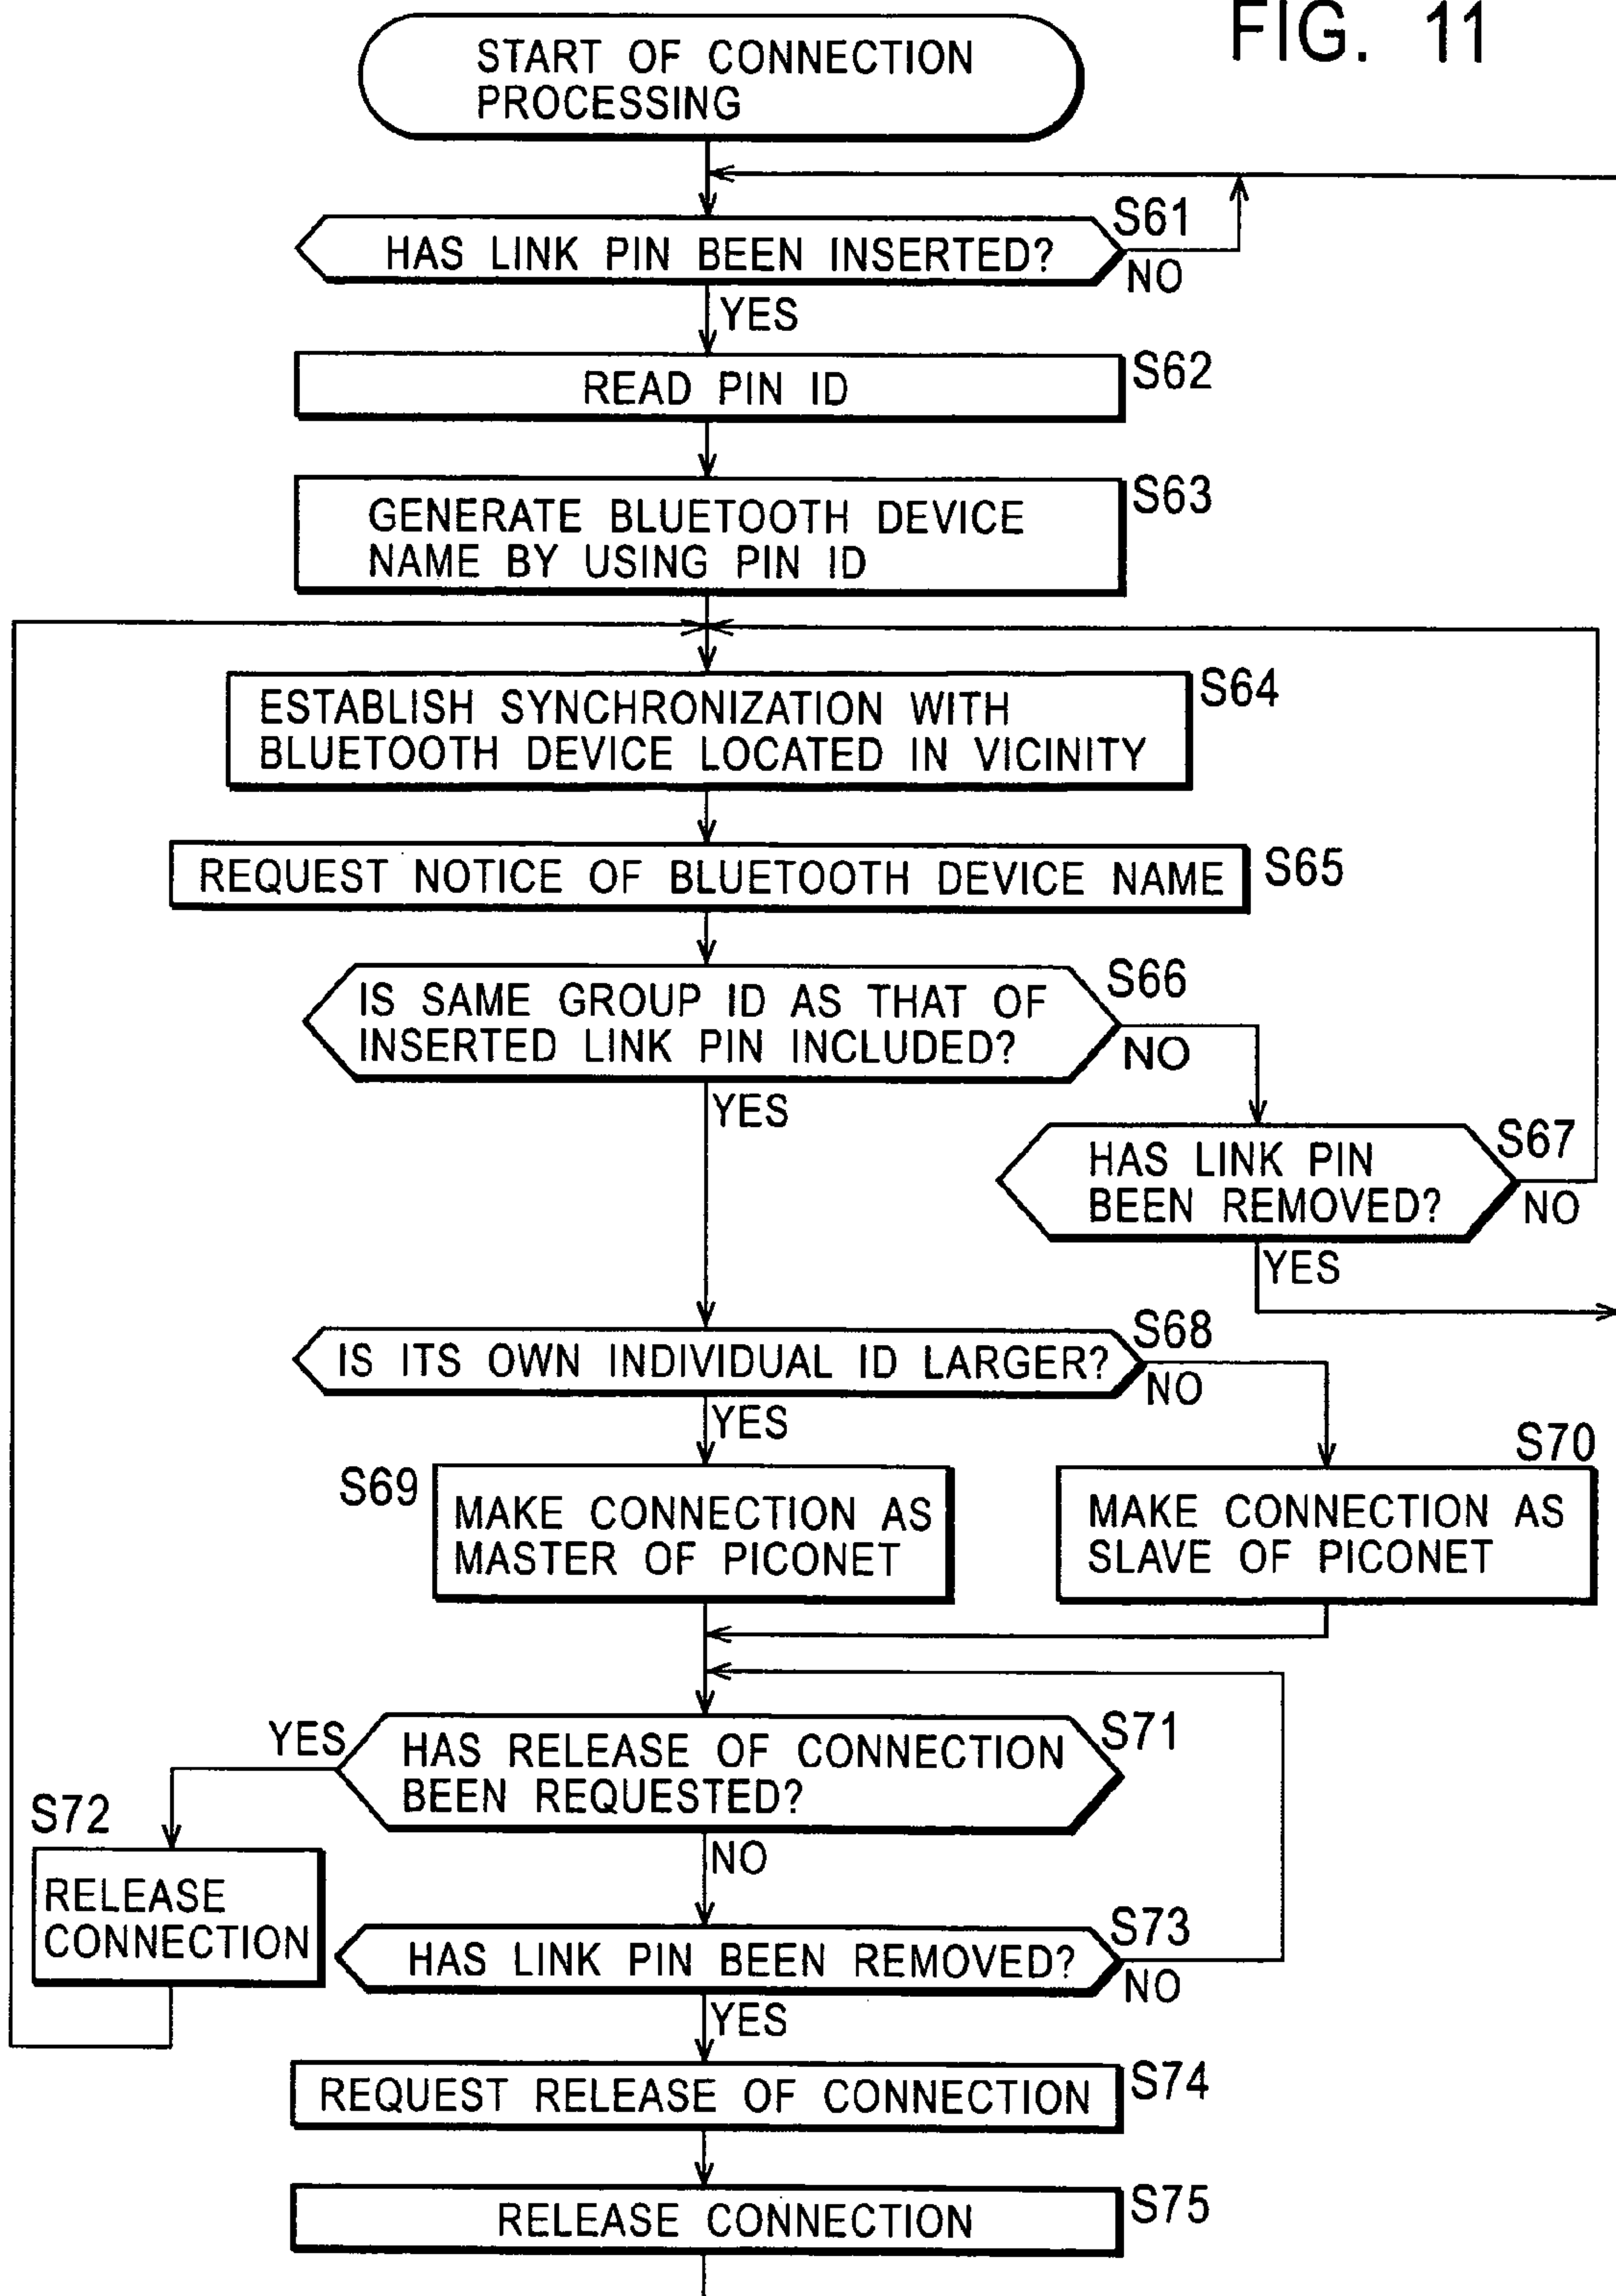 FIG. 11
START OF CONNECTION
PROCESSING
HAS LINK PIN BEEN INSERTED?
S61
NO
YES
READ PIN ID
S62
GENERATE BLUETOOTH DEVICE
NAME BY USING PIN ID
S63
ESTABLISH SYNCHRONIZATION WITH
BLUETOOTH DEVICE LOCATED IN VICINITY
S64
REQUEST NOTICE OF BLUETOOTH DEVICE NAME
S65
IS SAME GROUP ID AS THAT OF
INSERTED LINK PIN INCLUDED?
S66
NO
YES
HAS LINK PIN
BEEN REMOVED?
S67
NO
YES
IS ITS OWN INDIVIDUAL ID LARGER?
S68
NO
YES
S69
MAKE CONNECTION AS
MASTER OF PICONET
S70
MAKE CONNECTION AS
SLAVE OF PICONET
YES
HAS RELEASE OF CONNECTION
BEEN REQUESTED?
S71
NO
S72
RELEASE
CONNECTION
HAS LINK PIN BEEN REMOVED?
S73
NO
YES
REQUEST RELEASE OF CONNECTION
S74
RELEASE CONNECTION
S75